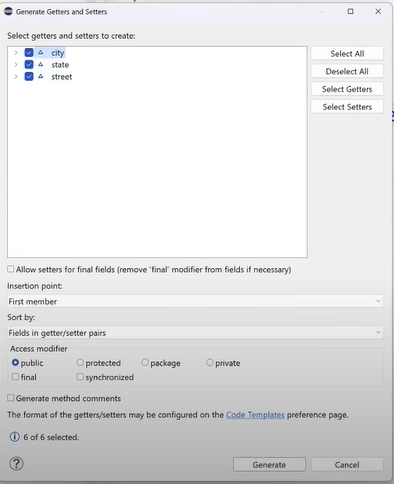 Generate Getters and Setters
Select getters and setters to create:
city
state
street
Select All
Deselect All
Select Getters
Select Setters
Allow setters for final fields (remove 'final' modifier from fields if necessary)
Insertion point:
First member
Sort by:
Fields in getter/setter pairs
Access modifier
public protected package private
final synchronized
Generate method comments
The format of the getters/setters may be configured on the Code Templates preference page.
6 of 6 selected.
Generate Cancel